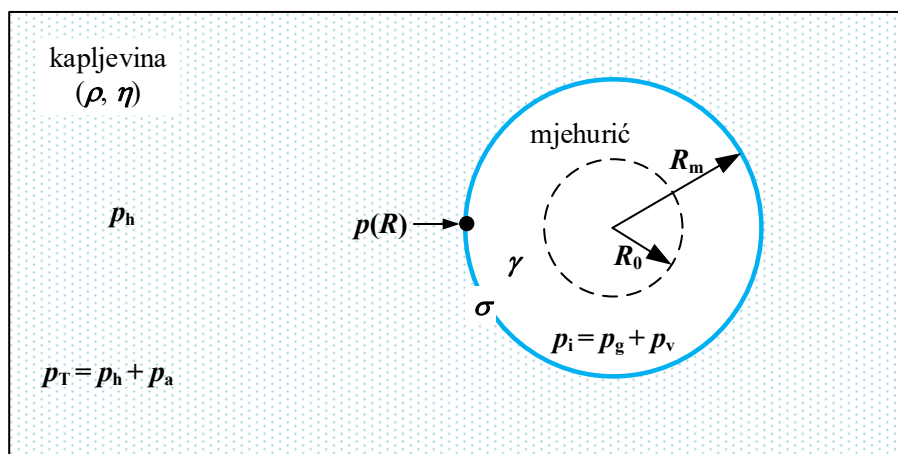 kapljevina
(ρ, η)
mjehurić
R_m
p_h
p(R)
R_0
γ
σ
p_i = p_g + p_v
p_T = p_h + p_a